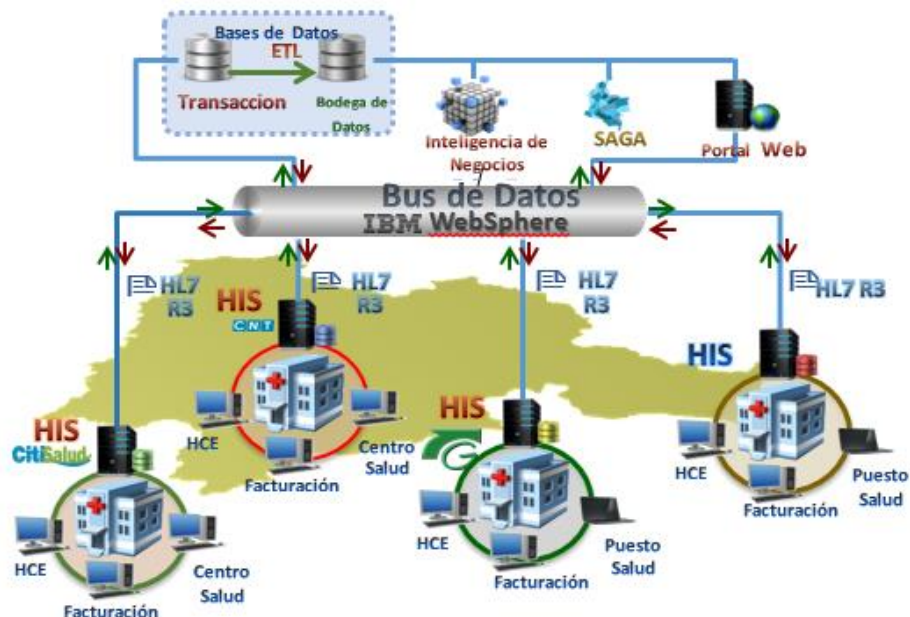 Bases de Datos
ETL
Transaccion
Bodega de
Datos
Inteligencia de
Negocios
SAGA
Portal Web
Bus de Datos
IBM WebSphere
HL7
R3
HL7
R3
HL7
R3
HL7 R3
HIS
CNT
HIS
HIS
CitiSalud
HIS
G
HCE
Centro
Salud
Facturación
HCE
Puesto
Salud
Facturación
HCE
Centro
Salud
Facturación
HCE
Puesto
Salud
Facturación